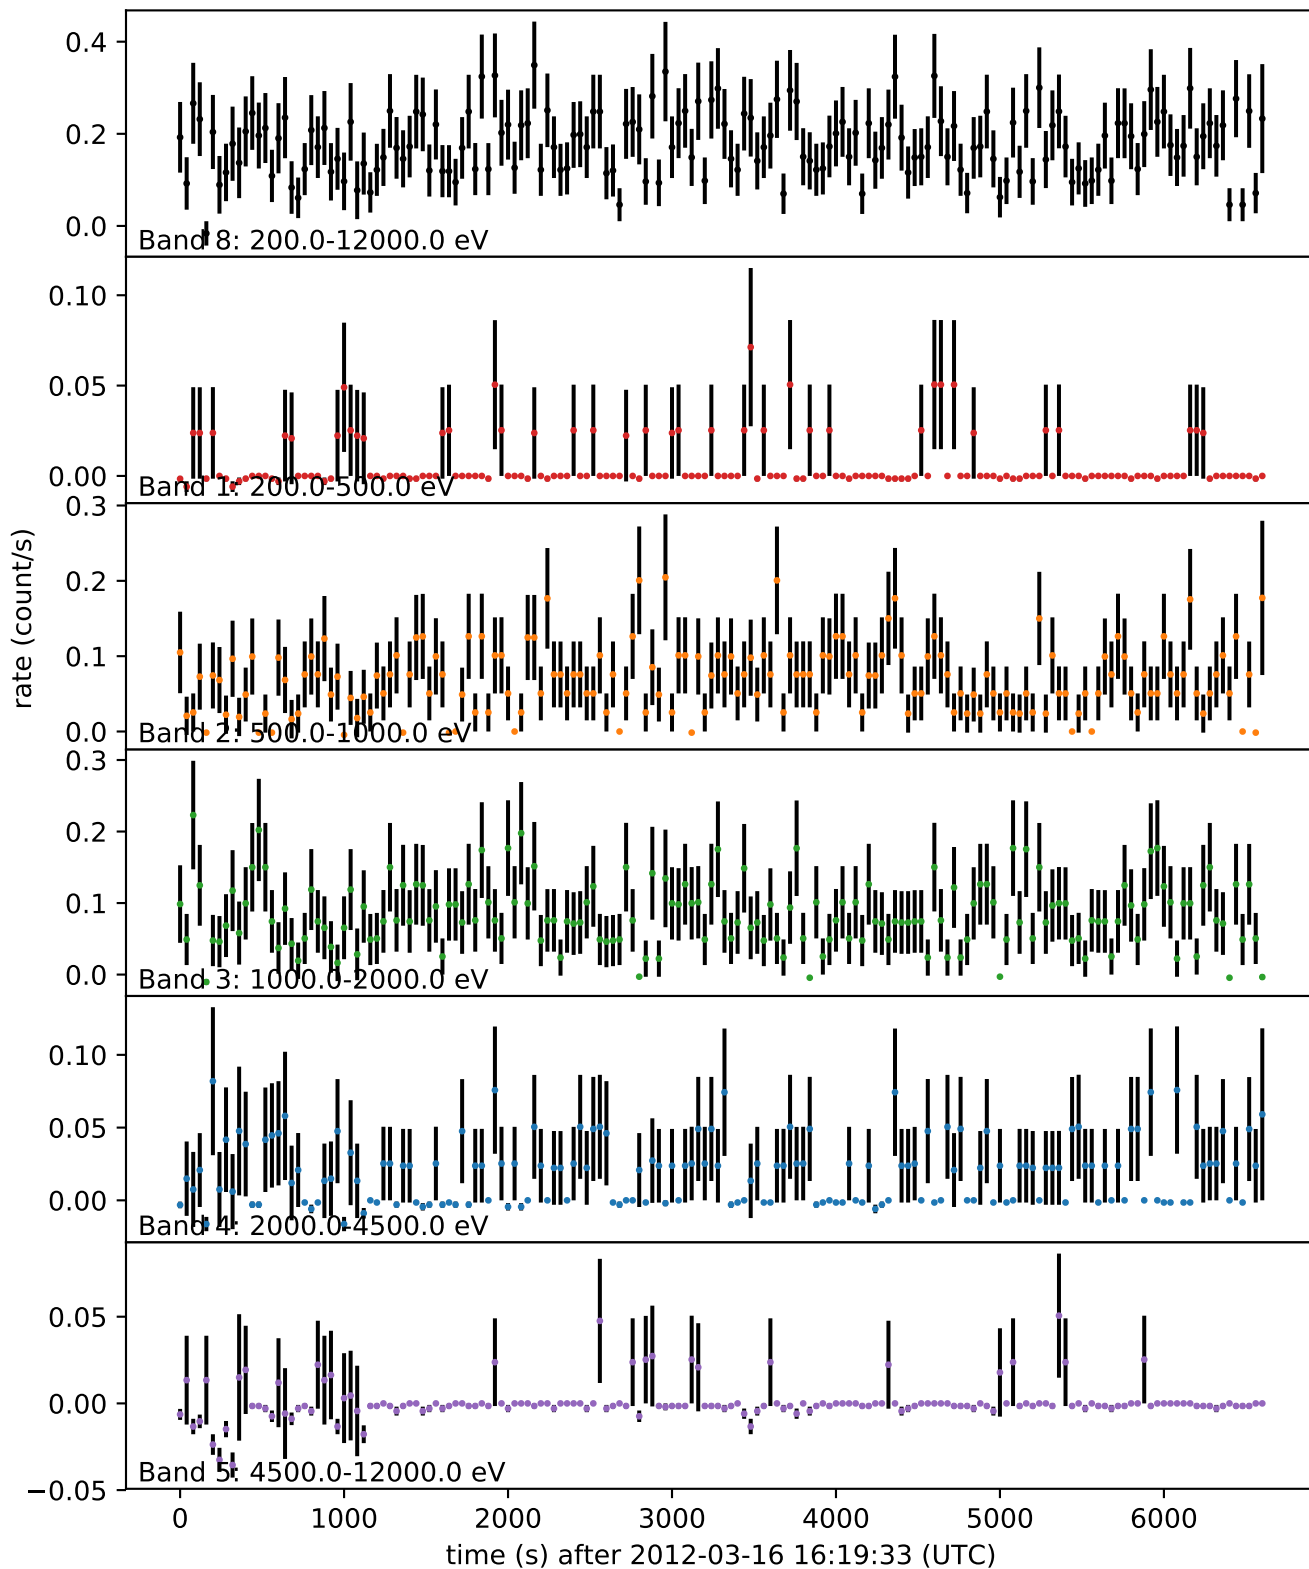 0.4
0.2
0.0
Band 8: 200.0-12000.0 eV
0.10
0.05
0.00
Band 1: 200.0-500.0 eV
0.3
0.2
0.1
0.0
Band 2: 500.0-1000.0 eV
rate (count/s)
0.3
0.2
0.1
0.0
Band 3: 1000.0-2000.0 eV
0.10
0.05
0.00
Band 4: 2000.0-4500.0 eV
0.05
0.00
−0.05
Band 5: 4500.0-12000.0 eV
0 1000 2000 3000 4000 5000 6000
time (s) after 2012-03-16 16:19:33 (UTC)